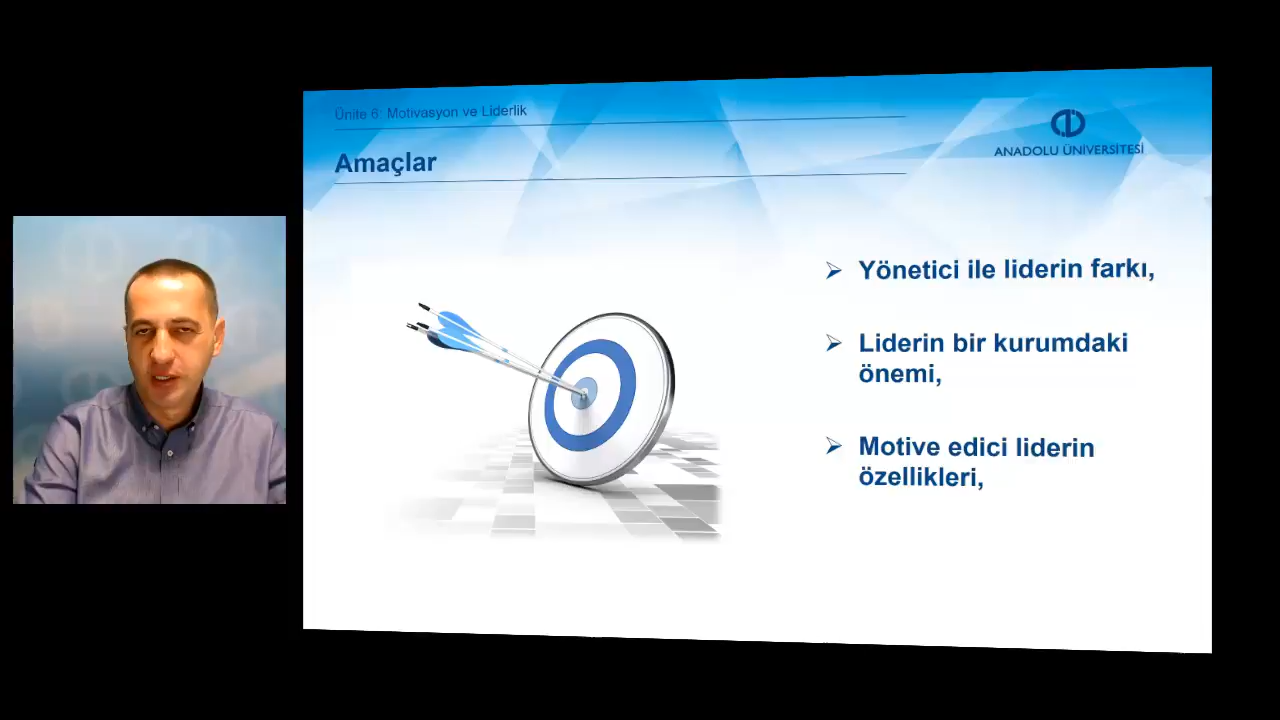 Ünite 6: Motivasyon ve Liderlik
Amaçlar
ANADOLU ÜNİVERSİTESİ
Yönetici ile liderin farkı,
Liderin bir kurumdaki
önemi,
Motive edici liderin
özellikleri,